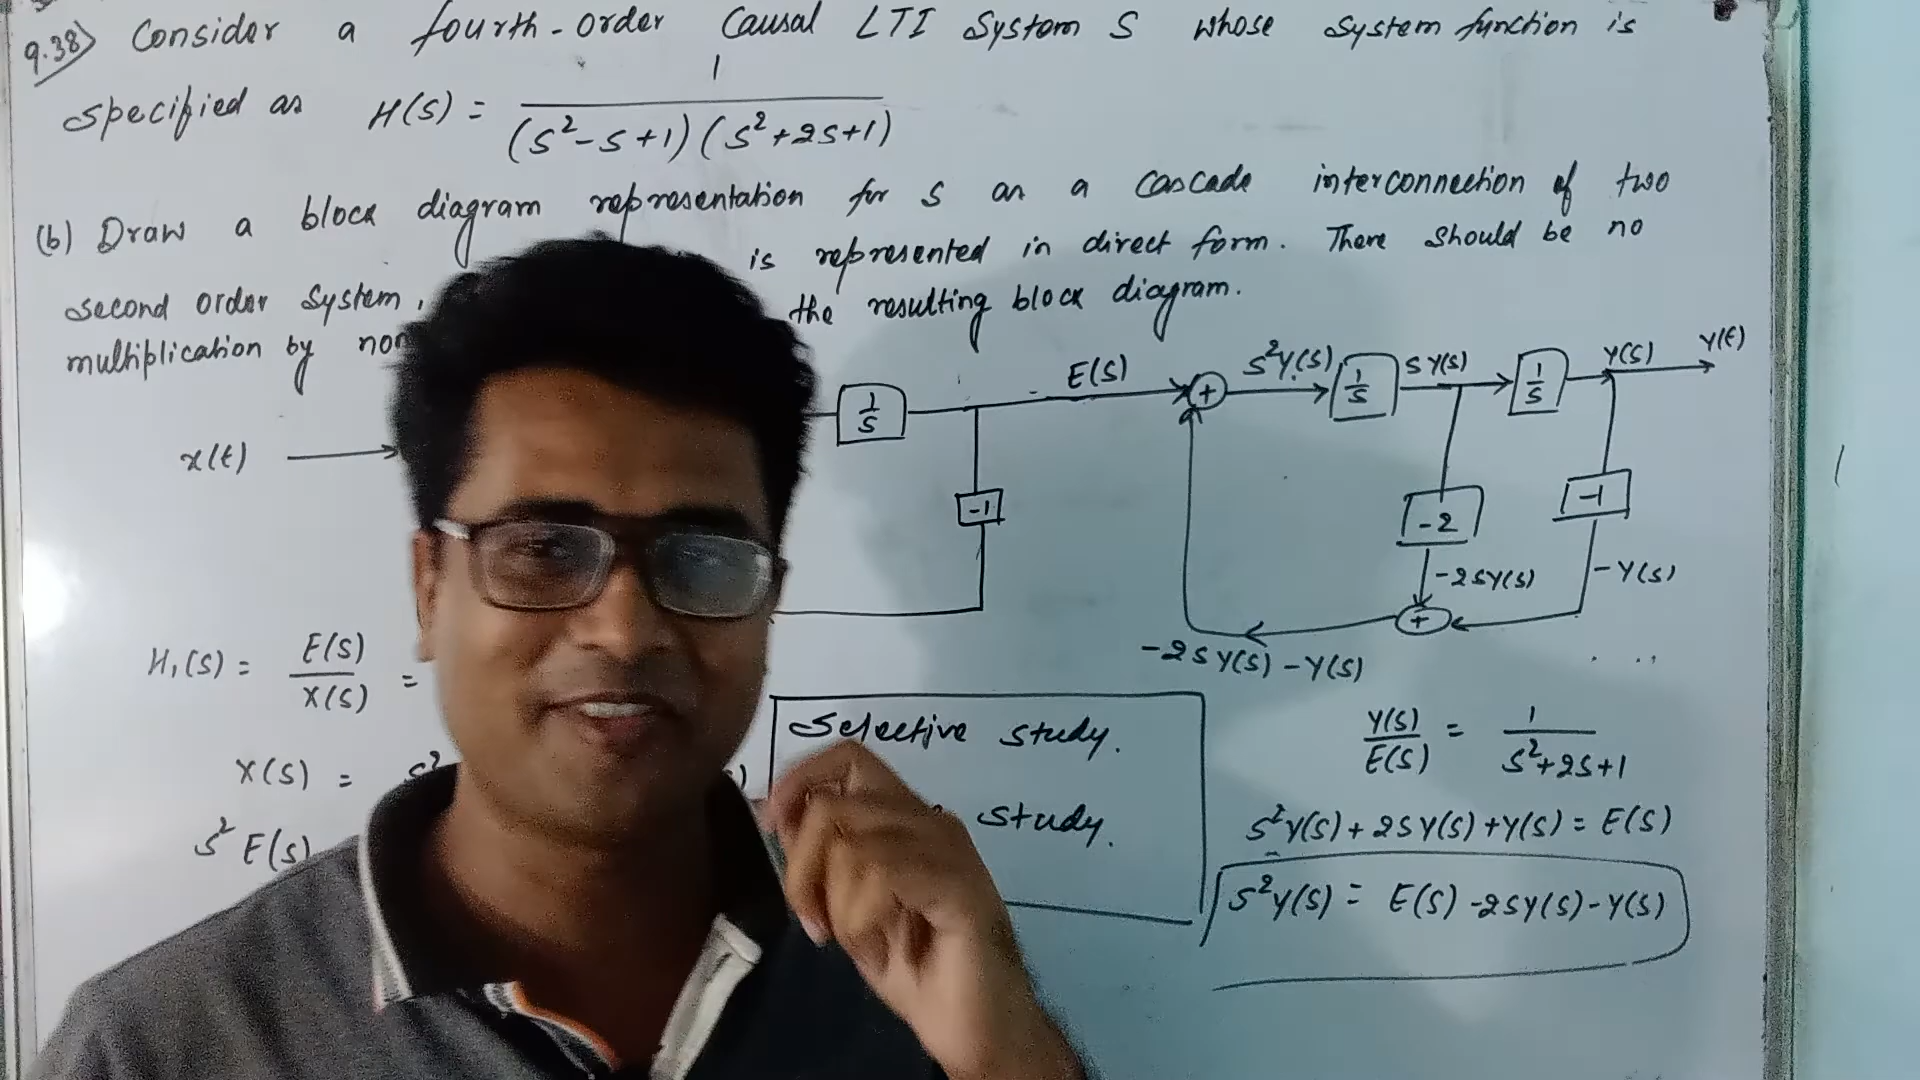 9.38) Consider a fourth-order Causal LTI System S whose system function is
specified as H(S) = 1 / (s²-s+1)(s²+2s+1)
(b) Draw a block diagram representation for S as a cascade interconnection of two
second order system, is represented in direct form. There should be no
multiplication by the resulting block diagram.
x(t)
1/s
E(S)
+
s²Y(S)
1/s
SY(S)
1/s
Y(S)
Y(t)
-1
-2
-1
-2SY(S)
-Y(S)
+
-2SY(S) -Y(S)
H₁(S) = E(S)/X(S) =
X(S) = s²
s² E(S)
Selective study.
study.
Y(S)/E(S) = 1/s²+2s+1
s²Y(S) + 2SY(S) + Y(S) = E(S)
s²Y(S) = E(S) -2SY(S) -Y(S)